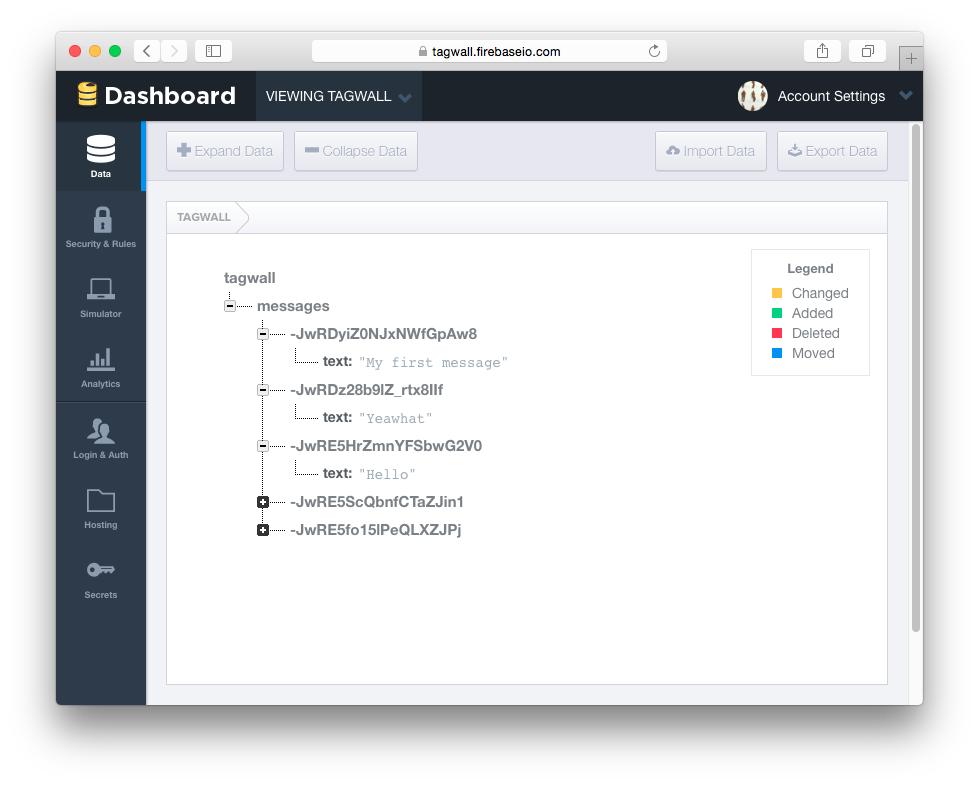 tagwall.firebaseio.com
Dashboard
VIEWING TAGWALL
Account Settings
Data
Security & Rules
Simulator
Analytics
Login & Auth
Hosting
Secrets
Expand Data
Collapse Data
Import Data
Export Data
TAGWALL
tagwall
messages
-JwRDyiZ0NJxNWfGpAw8
text: "My first message"
-JwRDz28b9lZ_rtx8IIf
text: "Yeawhat"
-JwRE5HrZmnYFSbwG2V0
text: "Hello"
-JwRE5ScQbnfCTaZJin1
-JwRE5fo15lPeQLXZJPj
Legend
Changed
Added
Deleted
Moved